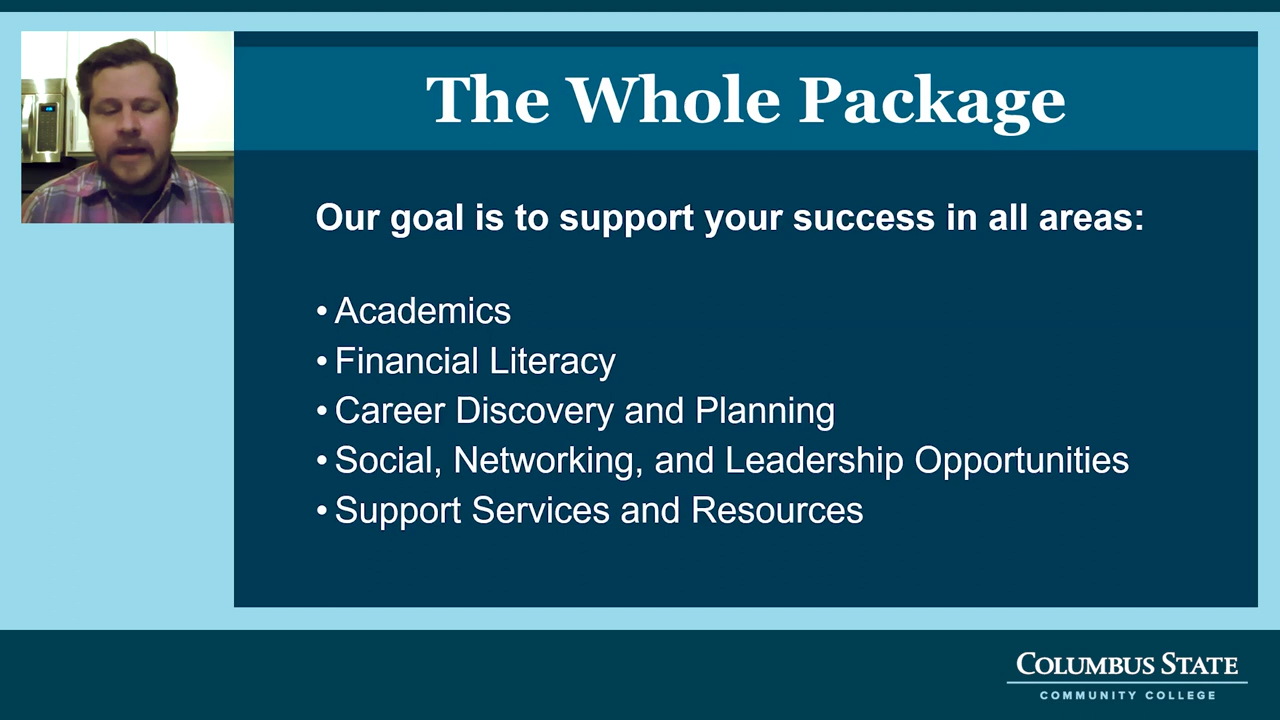 The Whole Package
Our goal is to support your success in all areas:
• Academics
• Financial Literacy
• Career Discovery and Planning
• Social, Networking, and Leadership Opportunities
• Support Services and Resources
COLUMBUS STATE
COMMUNITY COLLEGE